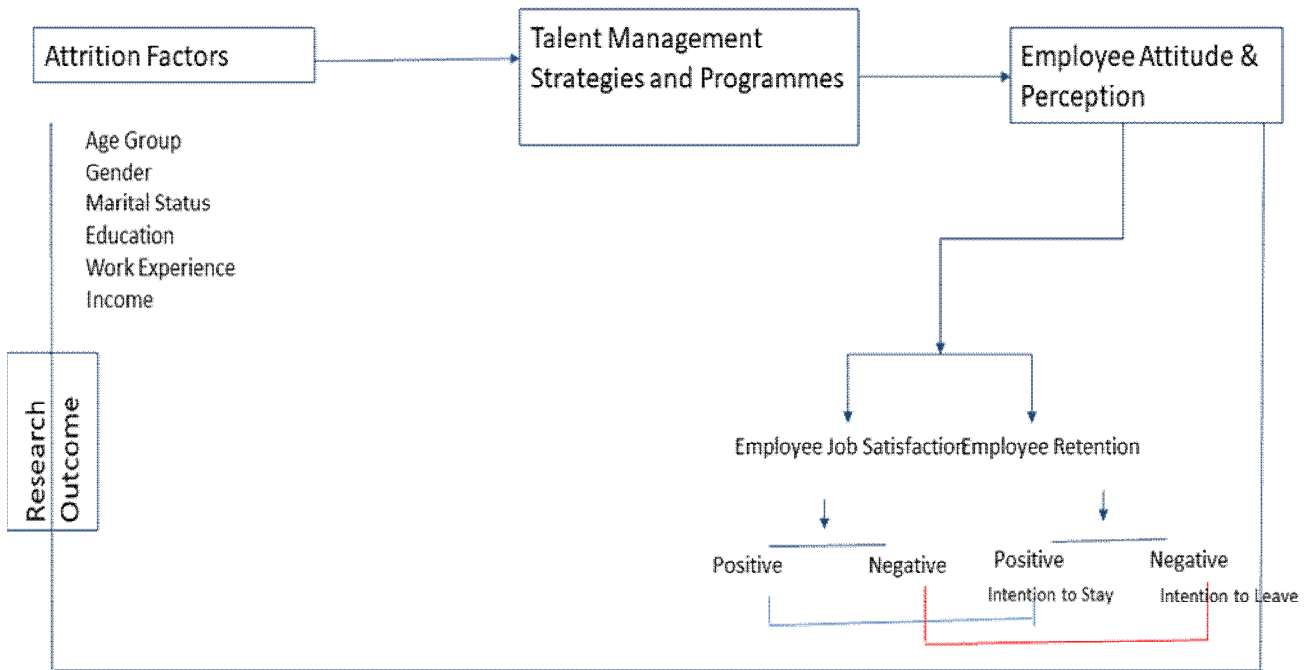 Attrition Factors
Talent Management
Strategies and Programmes
Employee Attitude &
Perception
Age Group
Gender
Marital Status
Education
Work Experience
Income
Research
Outcome
Employee Job Satisfaction
Employee Retention
Positive
Negative
Positive
Negative
Intention to Stay
Intention to Leave